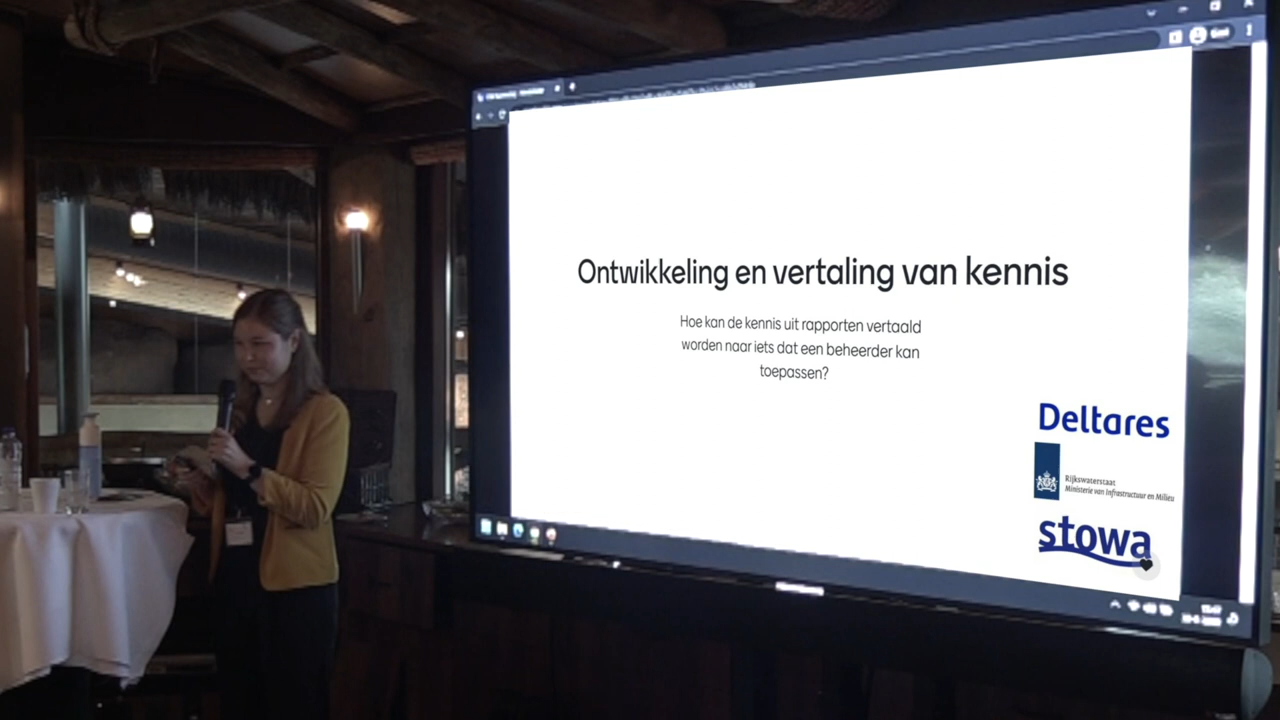 Ontwikkeling en vertaling van kennis
Hoe kan de kennis uit rapporten vertaald
worden naar iets dat een beheerder kan
toepassen?
Deltares
Rijkswaterstaat
Ministerie van Infrastructuur en Milieu
stowa